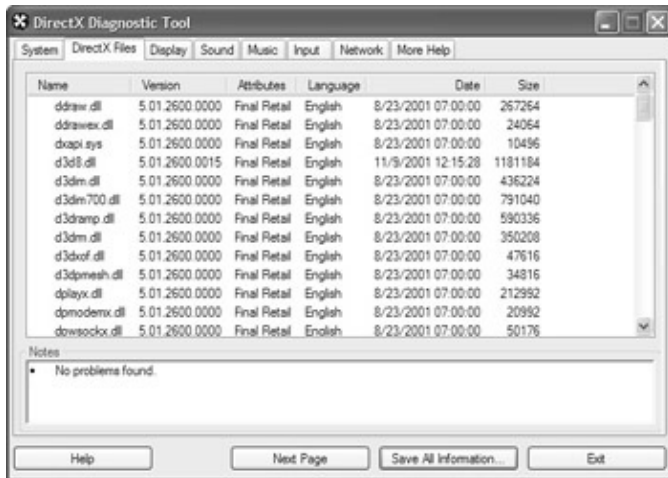 DirectX Diagnostic Tool
System DirectX Files Display Sound Music Input Network More Help
Name Version Attributes Language Date Size
ddraw.dll 5.01.2600.0000 Final Retail English 8/23/2001 07:00:00 267264
ddrawex.dll 5.01.2600.0000 Final Retail English 8/23/2001 07:00:00 24064
dxapi.sys 5.01.2600.0000 Final Retail English 8/23/2001 07:00:00 10496
d3d8.dll 5.01.2600.0015 Final Retail English 11/9/2001 12:15:28 1181184
d3dim.dll 5.01.2600.0000 Final Retail English 8/23/2001 07:00:00 436224
d3dim700.dll 5.01.2600.0000 Final Retail English 8/23/2001 07:00:00 791040
d3dramp.dll 5.01.2600.0000 Final Retail English 8/23/2001 07:00:00 590336
d3drm.dll 5.01.2600.0000 Final Retail English 8/23/2001 07:00:00 350208
d3dxof.dll 5.01.2600.0000 Final Retail English 8/23/2001 07:00:00 47616
d3dpmesh.dll 5.01.2600.0000 Final Retail English 8/23/2001 07:00:00 34816
dplayx.dll 5.01.2600.0000 Final Retail English 8/23/2001 07:00:00 212992
dpmodemx.dll 5.01.2600.0000 Final Retail English 8/23/2001 07:00:00 20992
dpwsockx.dll 5.01.2600.0000 Final Retail English 8/23/2001 07:00:00 50176
Notes
• No problems found.
Help Next Page Save All Information... Exit